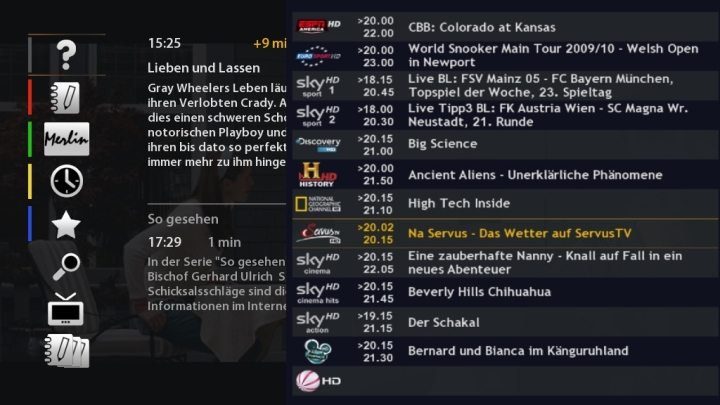 ?
Merlin
15:25 +9 mi
Lieben und Lassen
Gray Wheelers Leben läu
ihren Verlobten Crady. A
dies einen schweren Scho
notorischen Playboy und
ihren bis dato so perfekt
immer mehr zu ihm hinge
So gesehen
17:29 1 min
In der Serie "So gesehen
Bischof Gerhard Ulrich S
Schicksalsschläge sind die
Informationen im Interne
ESPN AMERICA HD >20.00 CBB: Colorado at Kansas
22.00
EUROSPORT HD >20.00 World Snooker Main Tour 2009/10 - Welsh Open
23.00 in Newport
sky HD sport 1 >18.15 Live BL: FSV Mainz 05 - FC Bayern München,
20.45 Topspiel der Woche, 23. Spieltag
sky HD sport 2 >18.00 Live Tipp3 BL: FK Austria Wien - SC Magna Wr.
20.30 Neustadt, 21. Runde
Discovery HD >20.15 Big Science
21.00
H HD HISTORY >20.00 Ancient Aliens - Unerklärliche Phänomene
21.50
NATIONAL GEOGRAPHIC CHANNEL HD >20.15 High Tech Inside
21.10
ServusTV HD >20.02 Na Servus - Das Wetter auf ServusTV
20.15
sky HD cinema >20.15 Eine zauberhafte Nanny - Knall auf Fall in ein
22.05 neues Abenteuer
sky HD cinema hits >20.15 Beverly Hills Chihuahua
21.45
sky HD action >19.15 Der Schakal
21.15
>20.15 Bernard und Bianca im Känguruhland
21.30
HD